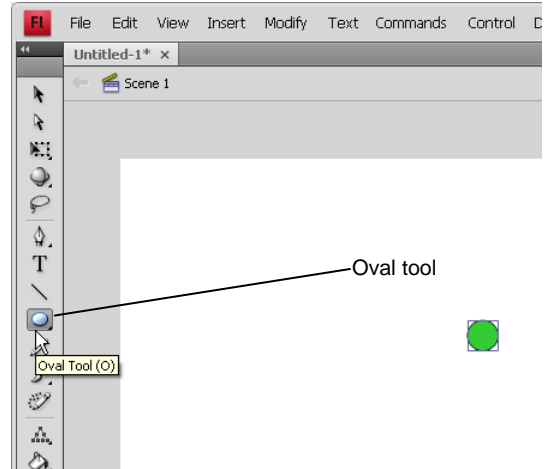 FL File Edit View Insert Modify Text Commands Control D
Untitled-1* ×
Scene 1
T
Oval tool
Oval Tool (O)